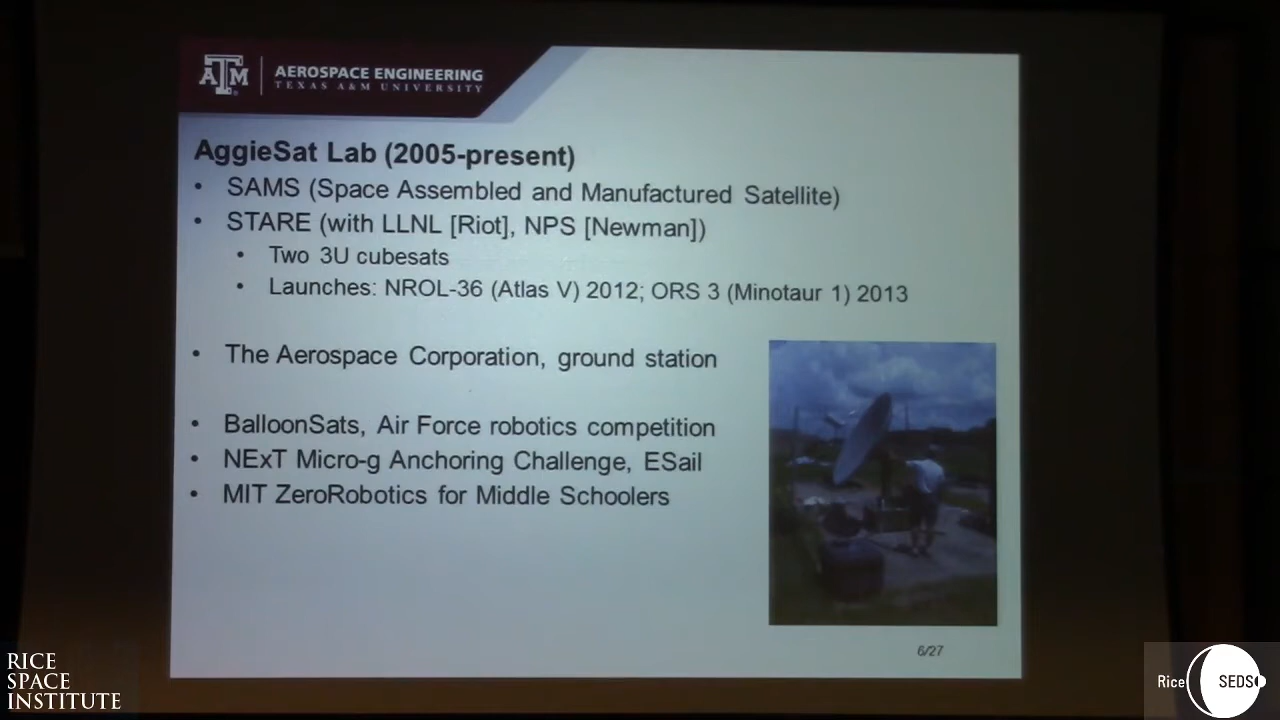 ATM
AEROSPACE ENGINEERING
TEXAS A&M UNIVERSITY
AggieSat Lab (2005-present)
• SAMS (Space Assembled and Manufactured Satellite)
• STARE (with LLNL [Riot], NPS [Newman])
• Two 3U cubesats
• Launches: NROL-36 (Atlas V) 2012; ORS 3 (Minotaur 1) 2013
• The Aerospace Corporation, ground station
• BalloonSats, Air Force robotics competition
• NExT Micro-g Anchoring Challenge, ESail
• MIT ZeroRobotics for Middle Schoolers
6/27
RICE
SPACE
INSTITUTE
Rice SEDS